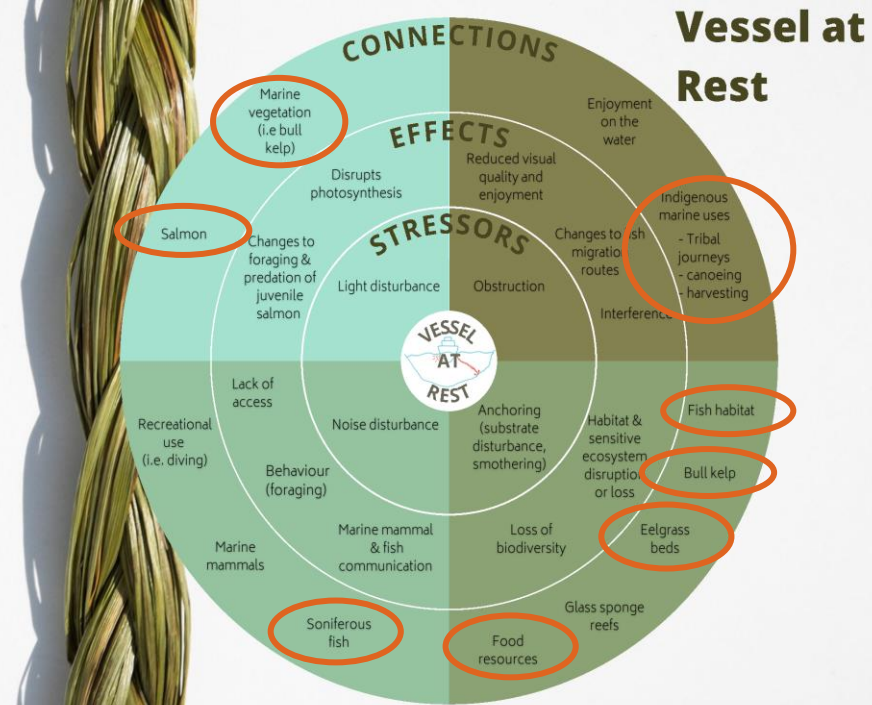 Vessel at
Rest
CONNECTIONS
EFFECTS
STRESSORS
VESSEL
AT
REST
Marine
vegetation
(i.e bull
kelp)
Salmon
Disrupts
photosynthesis
Changes to
foraging &
predation of
juvenile
salmon
Light disturbance
Enjoyment
on the
water
Indigenous
marine uses
- Tribal
journeys
- canoeing
- harvesting
Reduced visual
quality and
enjoyment
Changes to fish
migration
routes
Interference
Obstruction
Lack of
access
Recreational
use
(i.e. diving)
Noise disturbance
Behaviour
(foraging)
Marine mammal
& fish
communication
Marine
mammals
Soniferous
fish
Anchoring
(substrate
disturbance,
smothering)
Habitat &
sensitive
ecosystem
disruption
or loss
Loss of
biodiversity
Fish habitat
Bull kelp
Eelgrass
beds
Glass sponge
reefs
Food
resources